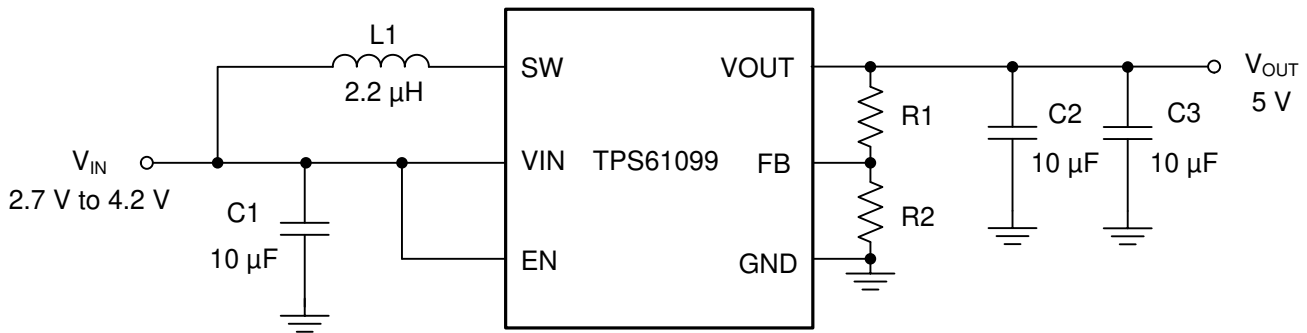 L1
2.2 µH
SW
VOUT
R1
C2
10 µF
C3
10 µF
VOUT
5 V
VIN
2.7 V to 4.2 V
VIN
TPS61099
FB
C1
10 µF
R2
EN
GND